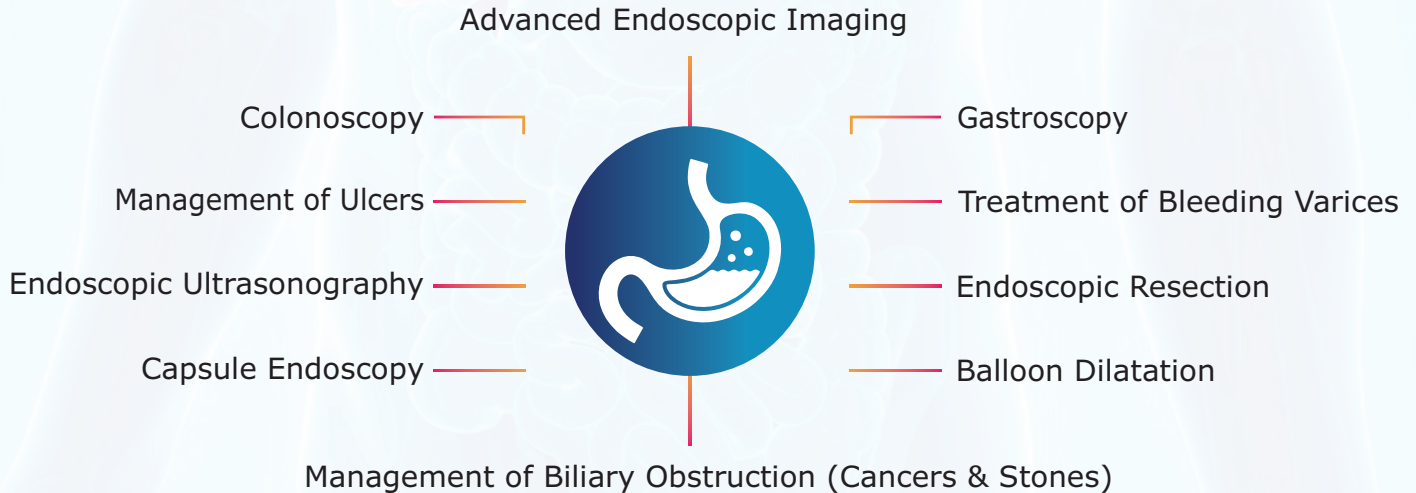 Advanced Endoscopic Imaging
Colonoscopy
Gastroscopy
Management of Ulcers
Treatment of Bleeding Varices
Endoscopic Ultrasonography
Endoscopic Resection
Capsule Endoscopy
Balloon Dilatation
Management of Biliary Obstruction (Cancers & Stones)